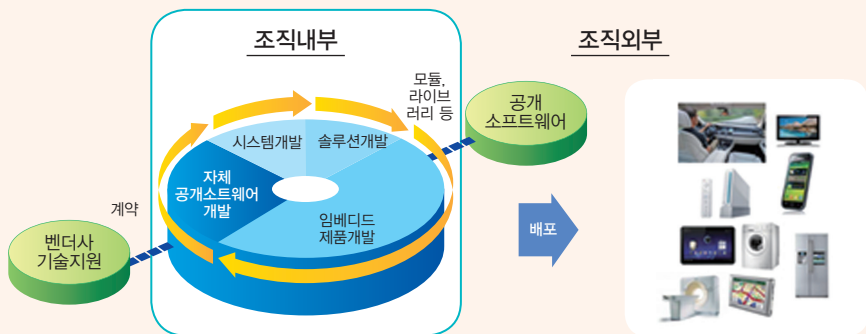 조직내부
조직외부
모듈,
라이브
러리 등
공개
소프트웨어
시스템개발
솔루션개발
자체
공개소트웨어
개발
임베디드
제품개발
계약
벤더사
기술지원
배포